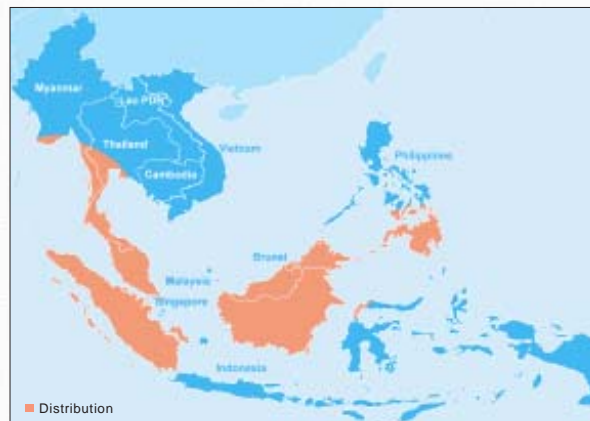 Myanmar
Lao PDR
Thailand
Vietnam
Cambodia
Philippines
Brunei
Malaysia
Singapore
Indonesia
Distribution